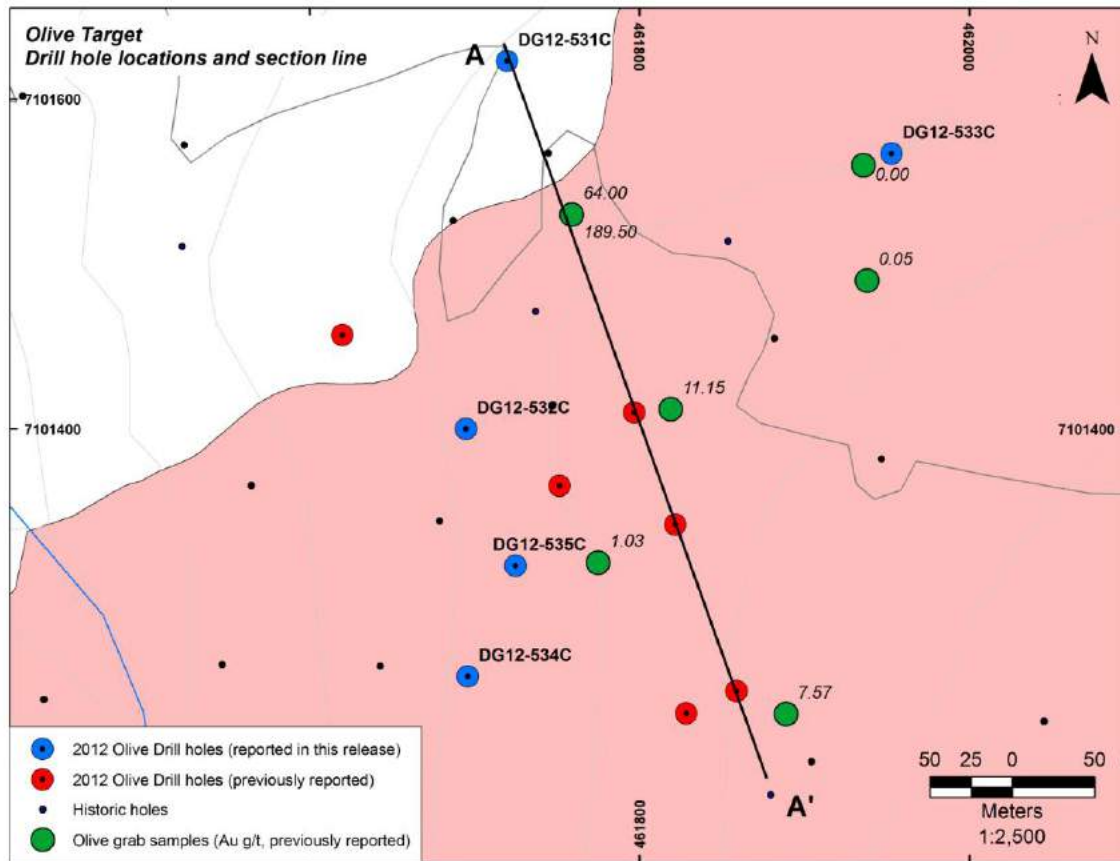 Olive Target
Drill hole locations and section line
A
DG12-531C
461800
462000
N
7101600
DG12-533C
0.00
64.00
189.50
0.05
11.15
DG12-532C
7101400
7101400
1.03
DG12-535C
DG12-534C
7.57
2012 Olive Drill holes (reported in this release)
2012 Olive Drill holes (previously reported)
Historic holes
Olive grab samples (Au g/t, previously reported)
A'
461800
50 25 0 50
Meters
1:2,500